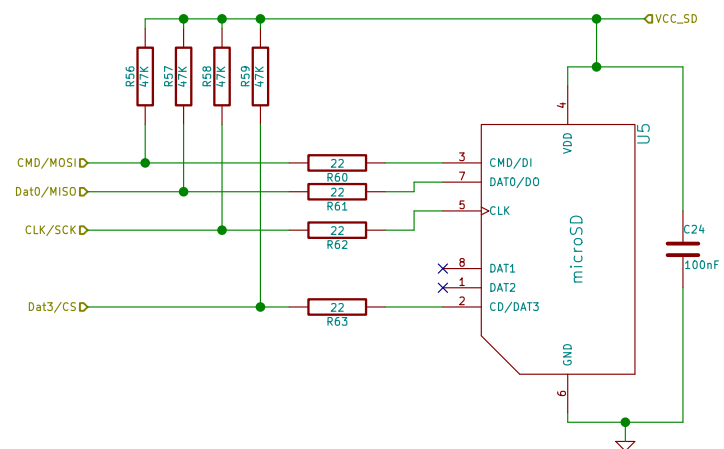 VCC_SD
R56
47K
R57
47K
R58
47K
R59
47K
4
VDD
U5
CMD/MOSI
22
R60
3
CMD/DI
Dat0/MISO
22
R61
7
DAT0/DO
CLK/SCK
22
R62
5
CLK
microSD
C24
100nF
8
DAT1
1
DAT2
Dat3/CS
22
R63
2
CD/DAT3
GND
6